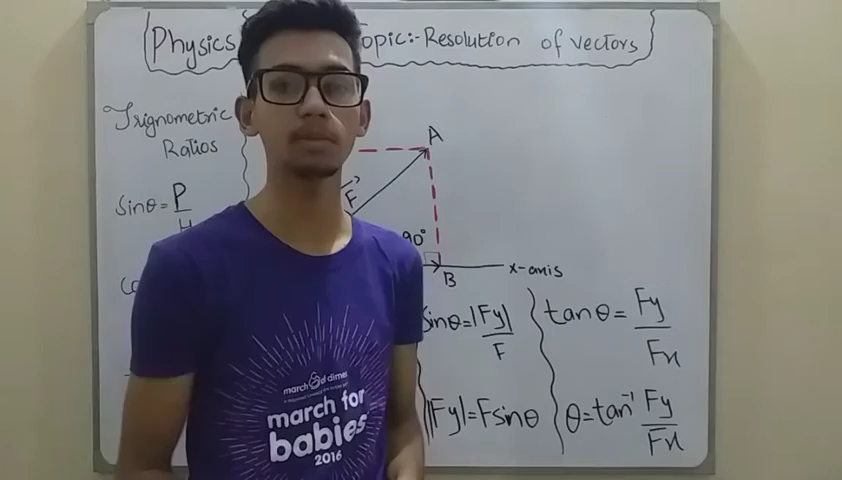 Physics
Topic:- Resolution of vectors
Trignometric
Ratios
A
F
sinθ = P
H
90°
B
x-axis
sinθ = |Fy|
F
tanθ = Fy
Fx
|Fy| = Fsinθ
θ = tan⁻¹ Fy
Fx
march of dimes
march for
babies
2016